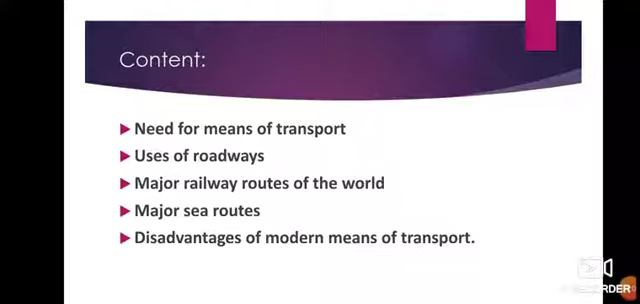 Content:
Need for means of transport
Uses of roadways
Major railway routes of the world
Major sea routes
Disadvantages of modern means of transport.